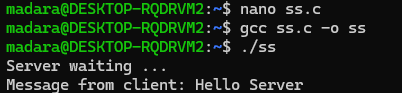 madara@DESKTOP-RQDRVM2:~$ nano ss.c
madara@DESKTOP-RQDRVM2:~$ gcc ss.c -o ss
madara@DESKTOP-RQDRVM2:~$ ./ss
Server waiting ...
Message from client: Hello Server